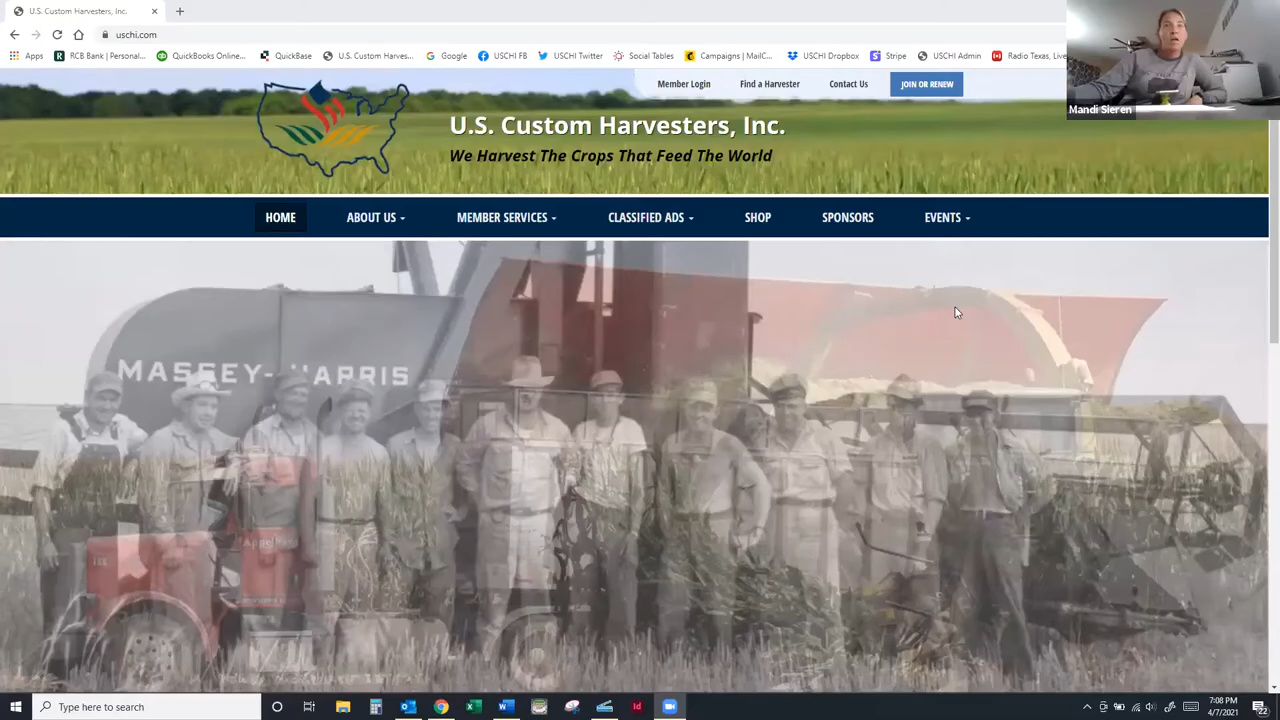 U.S. Custom Harvesters, Inc.
uschi.com
Apps RCB Bank | Personal... QuickBooks Online... QuickBase U.S. Custom Harves... Google USCHI FB USCHI Twitter Social Tables Campaigns | MailC... USCHI Dropbox Stripe USCHI Admin Radio Texas, Live
Mandi Sieren
Member Login Find a Harvester Contact Us JOIN OR RENEW
U.S. Custom Harvesters, Inc.
We Harvest The Crops That Feed The World
HOME ABOUT US MEMBER SERVICES CLASSIFIED ADS SHOP SPONSORS EVENTS
MASSEY-HARRIS
Type here to search
7:08 PM
4/7/2021
22